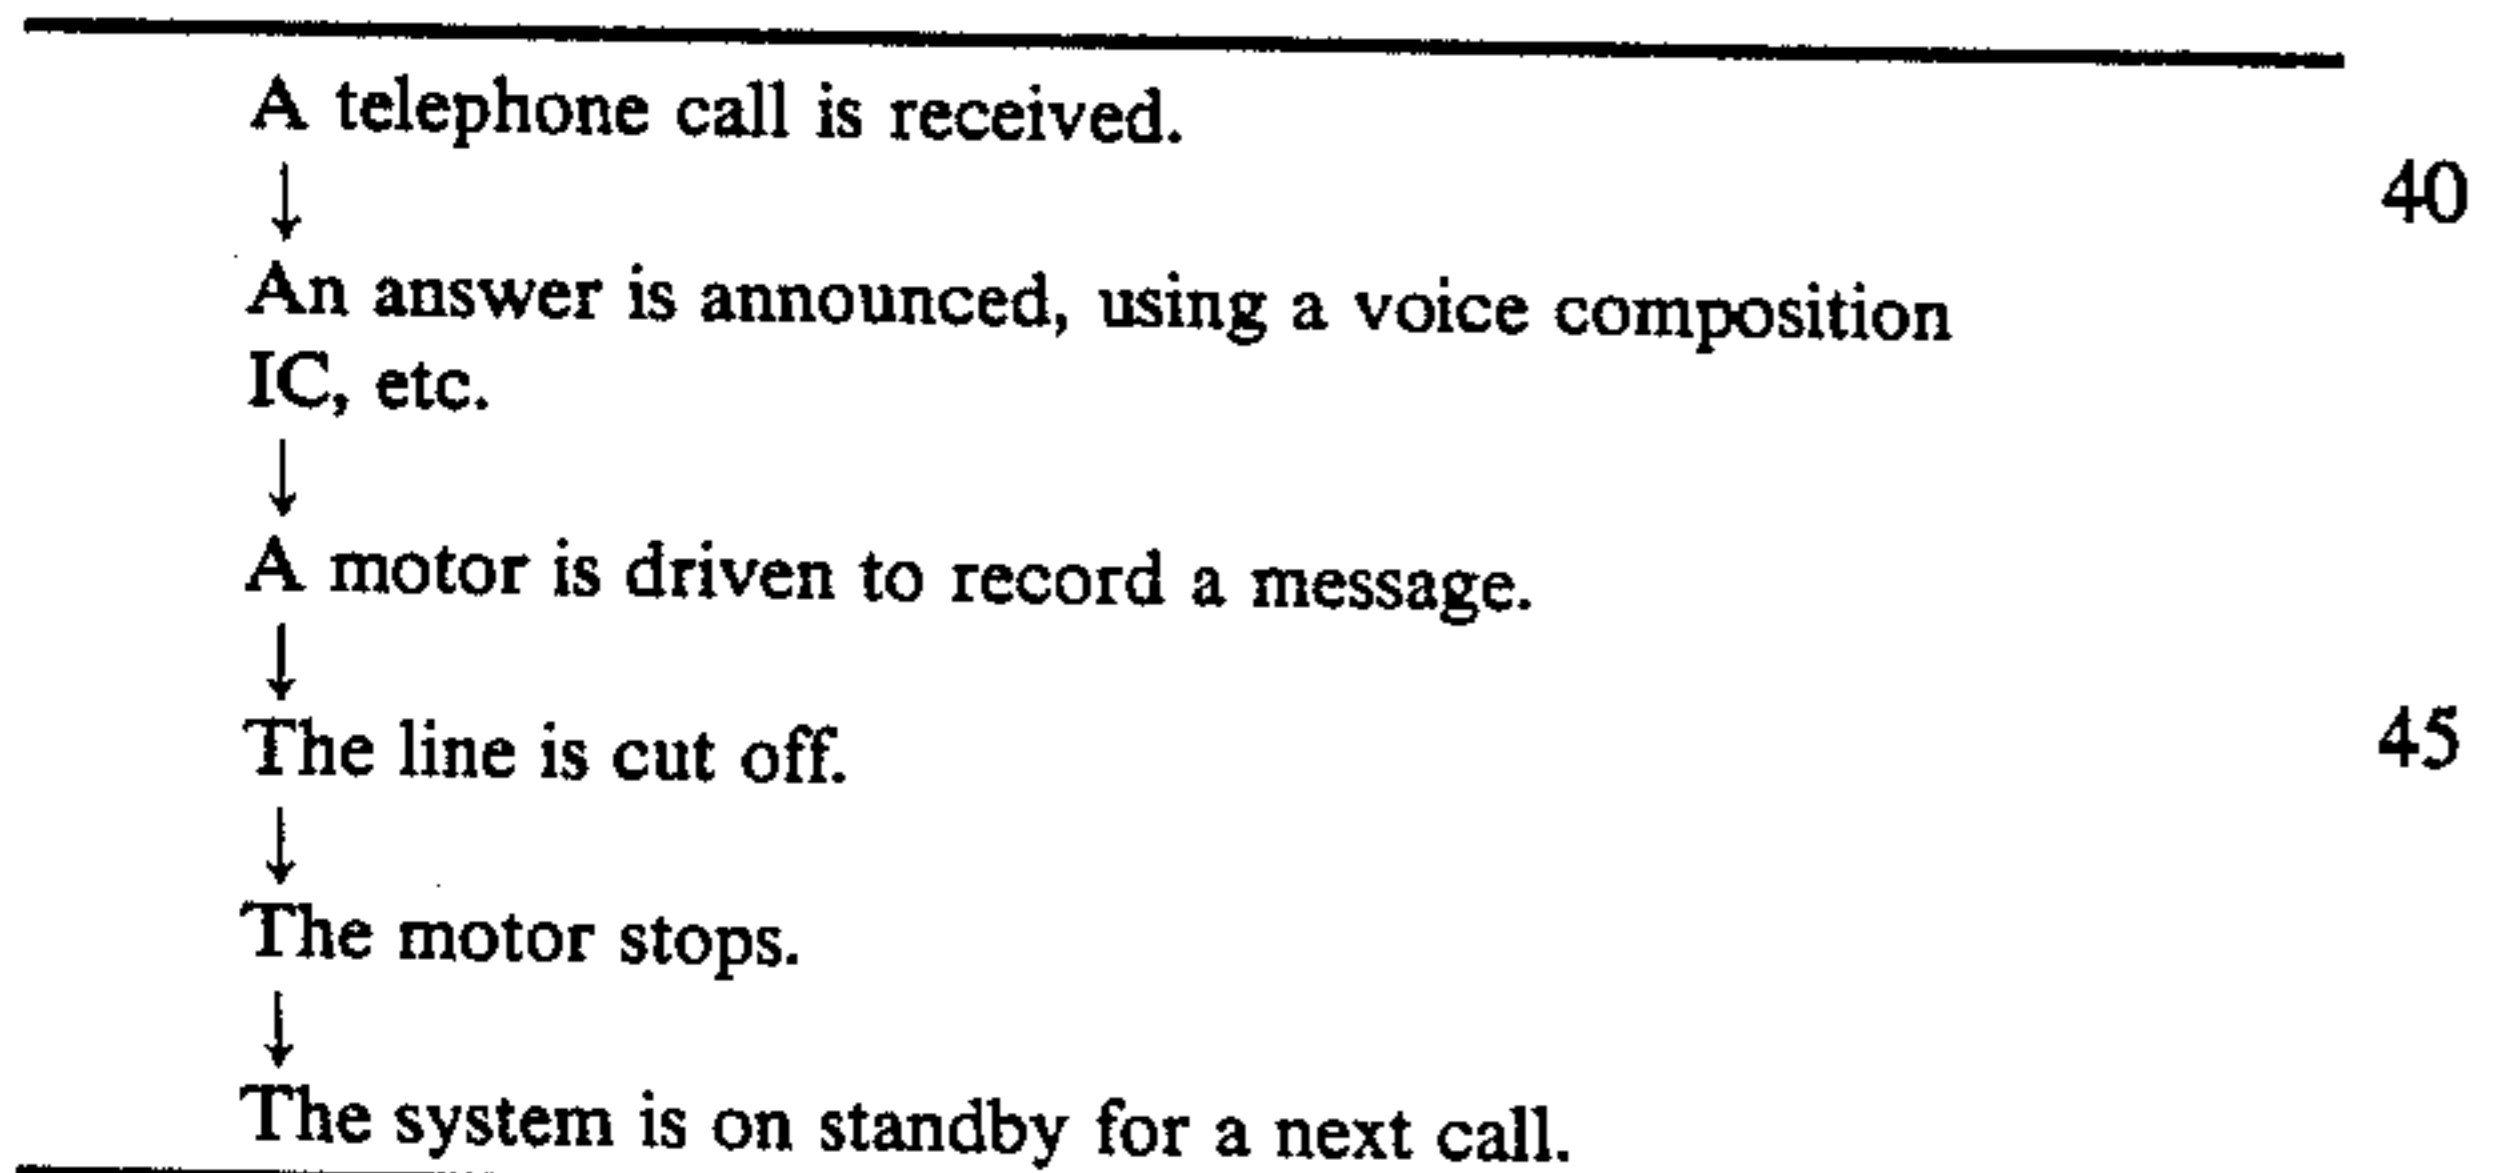 A telephone call is received.
↓
40
An answer is announced, using a voice composition
IC, etc.
↓
A motor is driven to record a message.
↓
The line is cut off.
45
↓
The motor stops.
↓
The system is on standby for a next call.